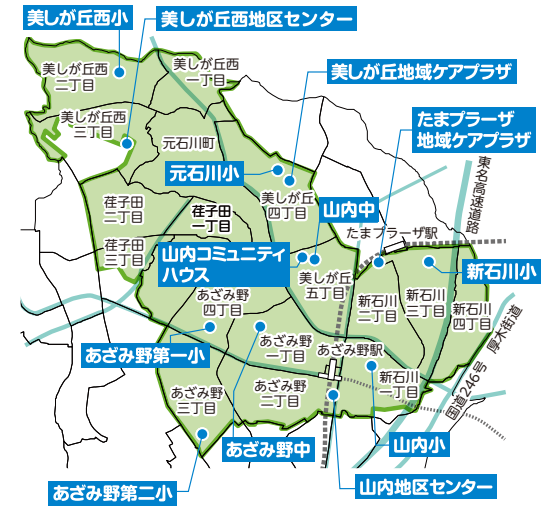 美しが丘西小
美しが丘西地区センター
美しが丘西
二丁目
美しが丘西
一丁目
美しが丘地域ケアプラザ
美しが丘西
三丁目
たまプラーザ
地域ケアプラザ
元石川町
元石川小
東名高速道路
美しが丘
四丁目
荏子田
二丁目
荏子田
一丁目
山内中
たまプラーザ駅
荏子田
三丁目
山内コミュニティ
ハウス
美しが丘
五丁目
新石川小
あざみ野
四丁目
新石川
二丁目
新石川
三丁目
新石川
四丁目
厚木街道
あざみ野第一小
あざみ野
一丁目
あざみ野駅
国道246号
あざみ野
三丁目
あざみ野
二丁目
新石川
一丁目
あざみ野中
山内小
あざみ野第二小
山内地区センター